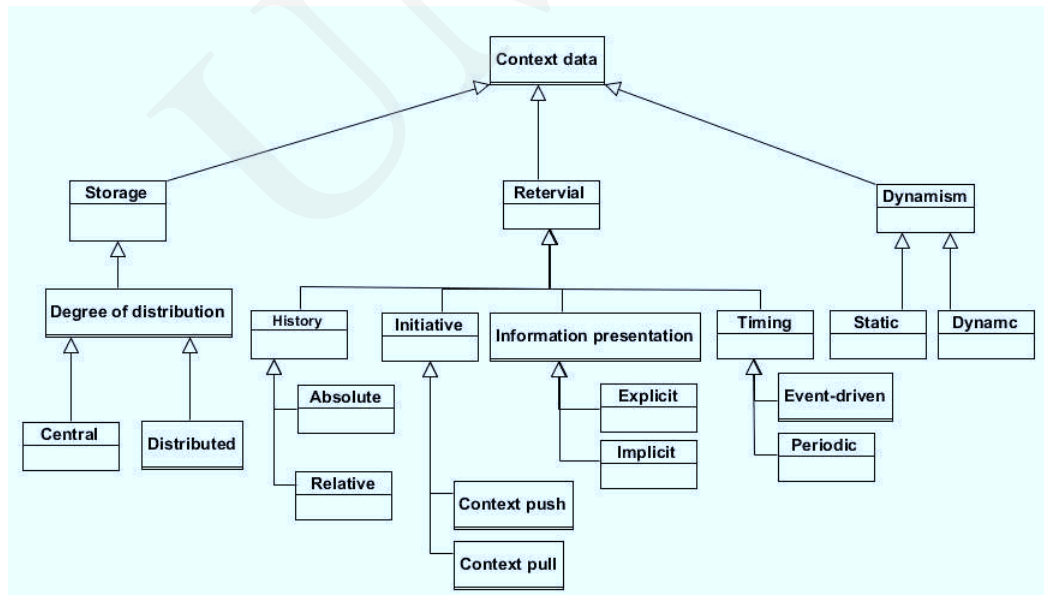 Context data
Storage
Retervial
Dynamism
Degree of distribution
History
Initiative
Information presentation
Timing
Static
Dynamc
Absolute
Explicit
Event-driven
Central
Distributed
Implicit
Periodic
Relative
Context push
Context pull